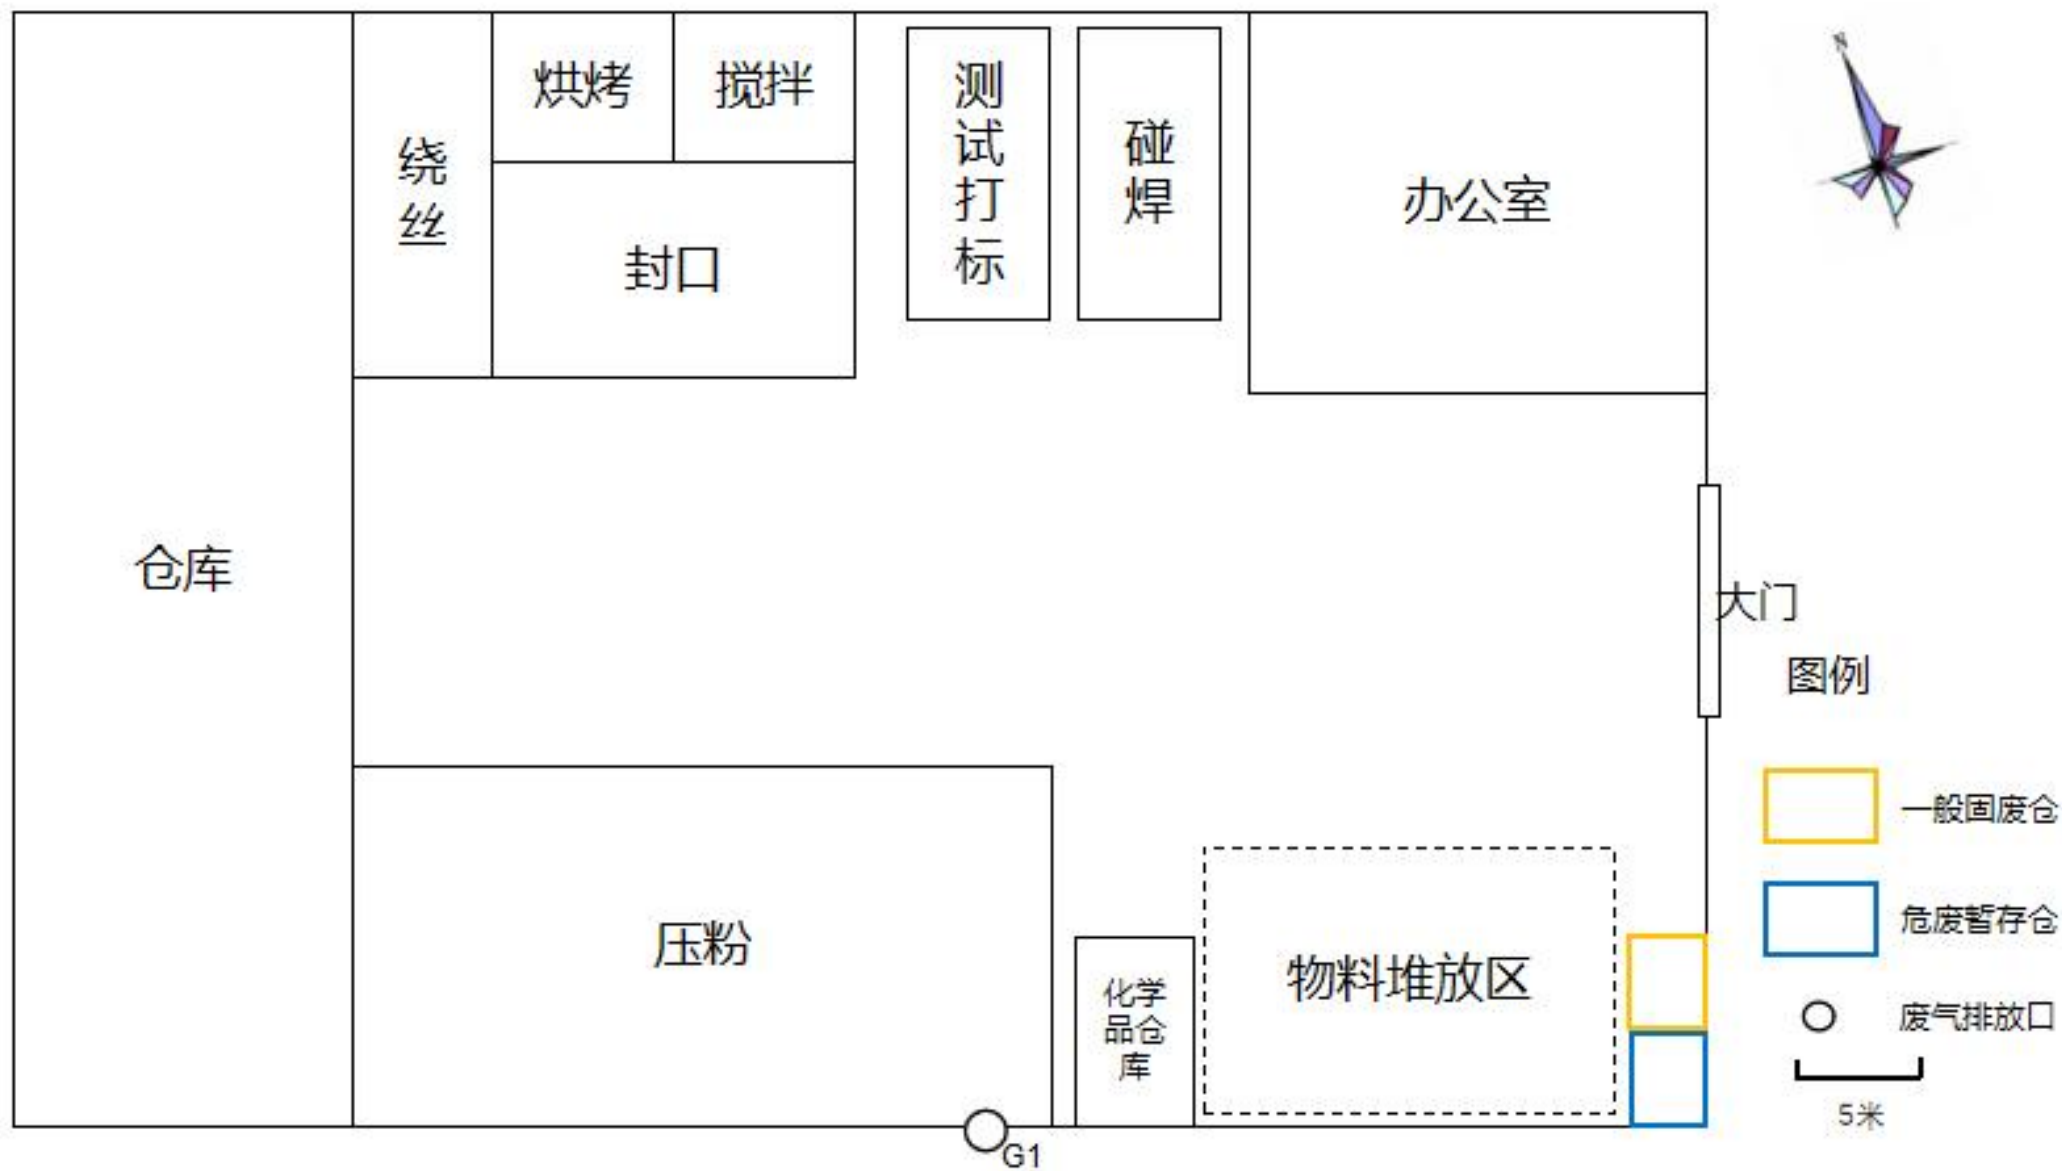 N
烘烤
搅拌
测
试
打
标
碰
焊
绕
丝
办公室
封口
仓库
大门
图例
一般固废仓
压粉
危废暂存仓
物料堆放区
化学
品仓
库
废气排放口
5米
G1